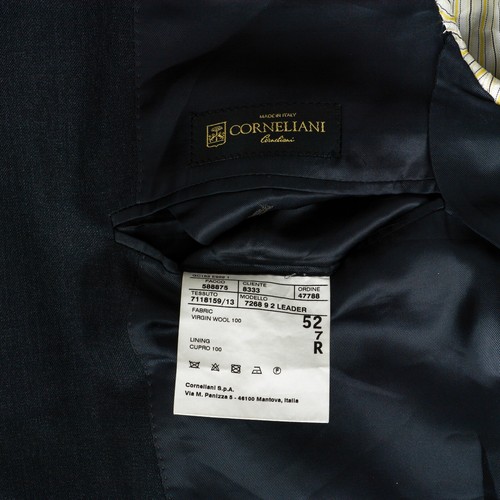 MADE IN ITALY
CORNELIANI
Corneliani
PACCO CLIENTE ORDINE
588875 8333 47788
TESSUTO MODELLO
7118159/13 7268 9 2 LEADER
FABRIC
VIRGIN WOOL 100
52
7
R
LINING
CUPRO 100
P
Corneliani S.p.A.
Via M. Panizza 5 - 46100 Mantova, Italia